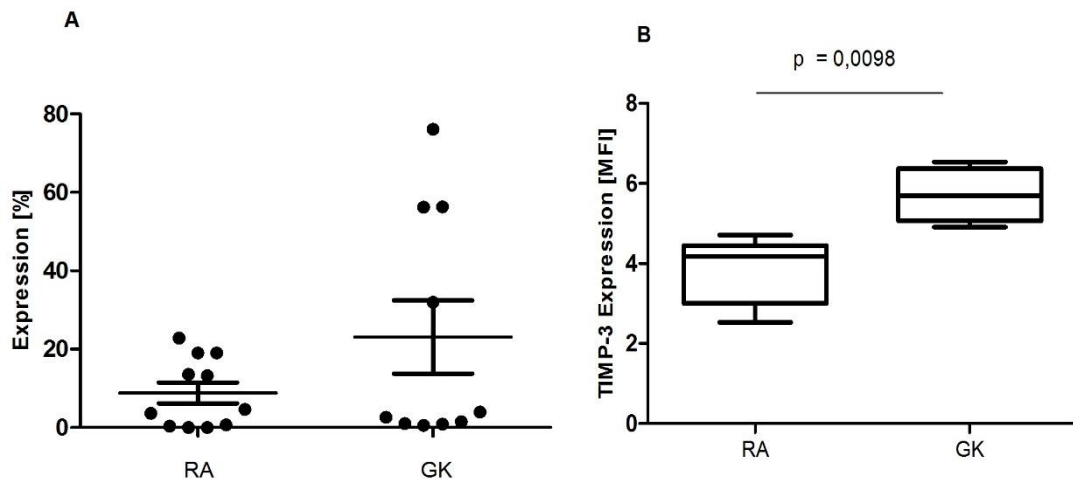 A
Expression [%]
80
60
40
20
0
RA GK
B
p = 0,0098
TIMP-3 Expression [MFI]
8
6
4
2
0
RA GK